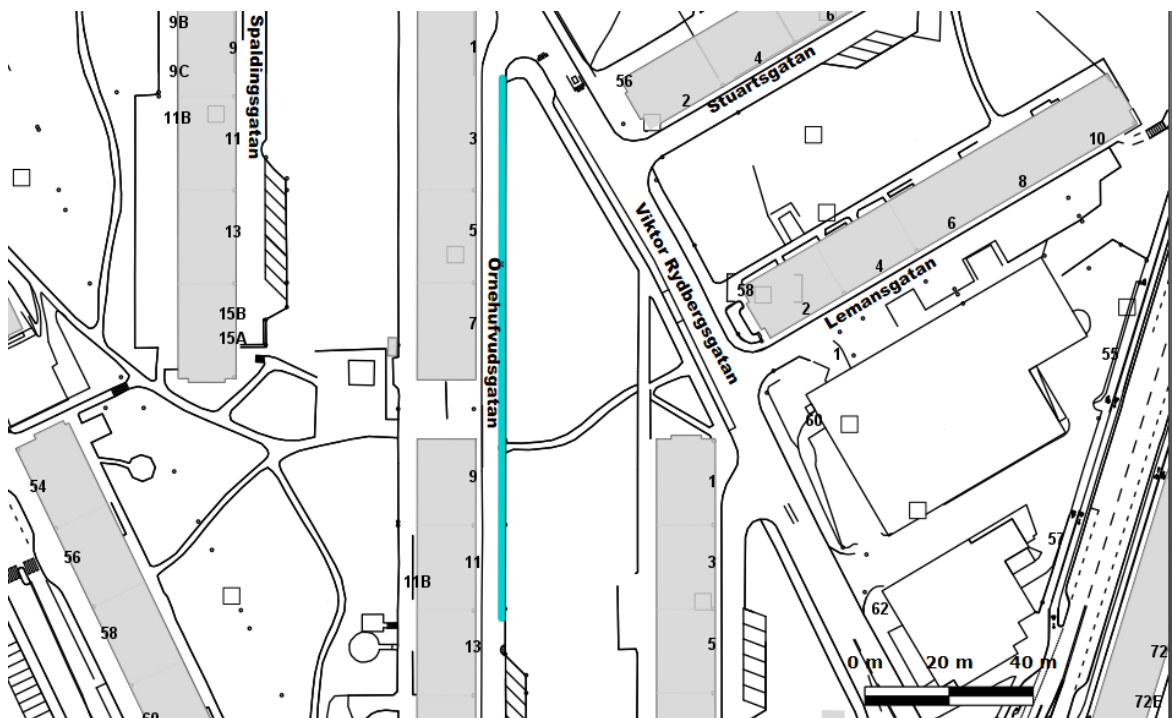 9B
9
9C
11B
11
13
15B
15A
Spaldingsgatan
1
3
5
7
9
11
11B
13
Örnehufvudsgatan
56
2
4
6
Stuartsgatan
Viktor Rydbergsgatan
58
2
4
6
8
10
Lemansgatan
1
60
55
57
62
1
3
5
54
56
58
60
72
72E
0 m 20 m 40 m